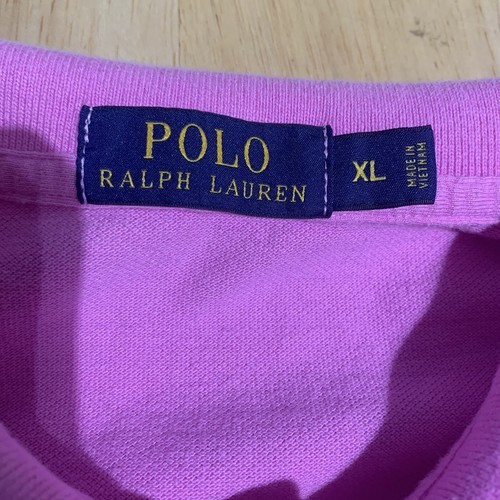 POLO
RALPH LAUREN
XL
MADE IN
VIETNAM